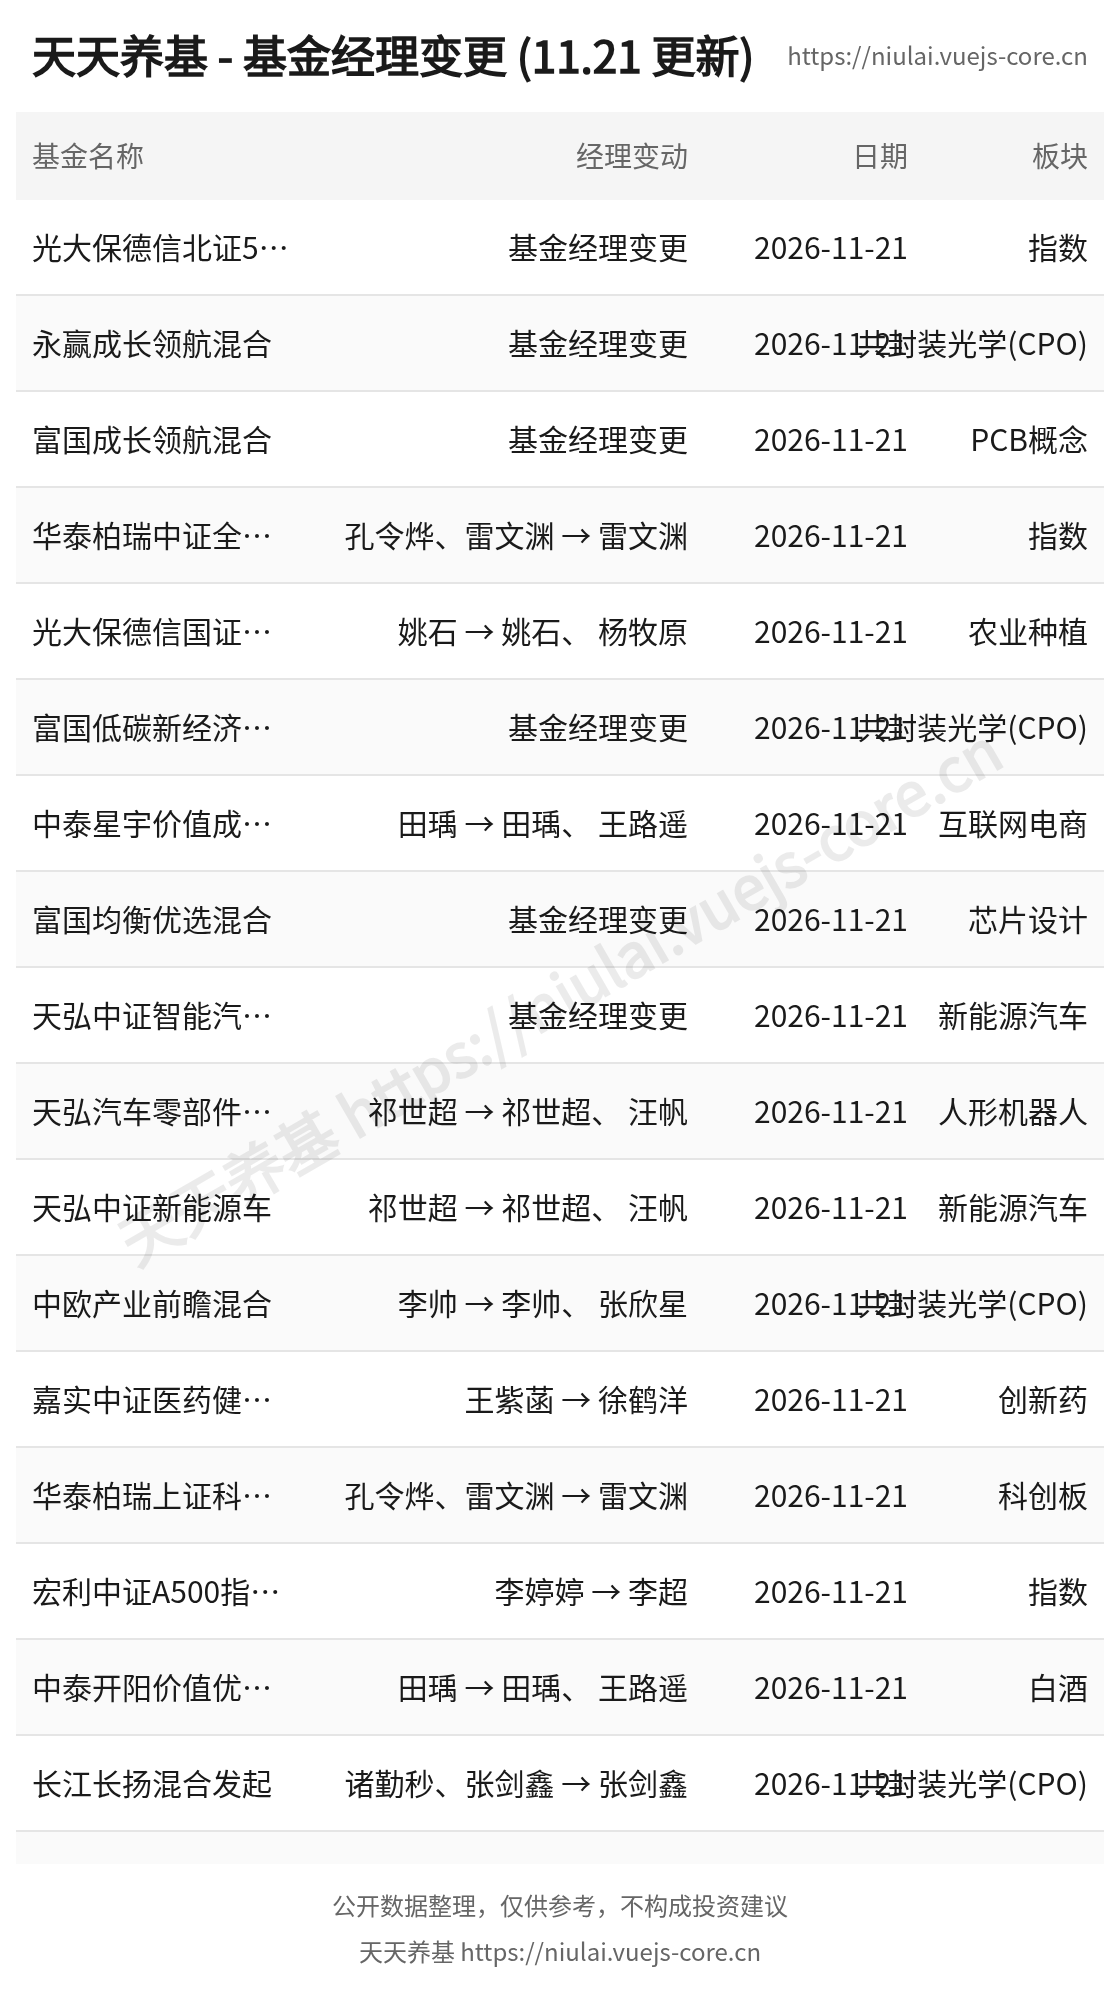 天天养基 - 基金经理变更 (11.21 更新) https://niulai.vuejs-core.cn
基金名称 经理变动 日期 板块
光大保德信北证5… 基金经理变更 2026-11-21 指数
永赢成长领航混合 基金经理变更 2026-11-21 共封装光学(CPO)
富国成长领航混合 基金经理变更 2026-11-21 PCB概念
华泰柏瑞中证全… 孔令烨、雷文渊 → 雷文渊 2026-11-21 指数
光大保德信国证… 姚石 → 姚石、 杨牧原 2026-11-21 农业种植
富国低碳新经济… 基金经理变更 2026-11-21 共封装光学(CPO)
中泰星宇价值成… 田瑀 → 田瑀、 王路遥 2026-11-21 互联网电商
富国均衡优选混合 基金经理变更 2026-11-21 芯片设计
天弘中证智能汽… 基金经理变更 2026-11-21 新能源汽车
天弘汽车零部件… 祁世超 → 祁世超、 汪帆 2026-11-21 人形机器人
天弘中证新能源车 祁世超 → 祁世超、 汪帆 2026-11-21 新能源汽车
中欧产业前瞻混合 李帅 → 李帅、 张欣星 2026-11-21 共封装光学(CPO)
嘉实中证医药健… 王紫菡 → 徐鹤洋 2026-11-21 创新药
华泰柏瑞上证科… 孔令烨、雷文渊 → 雷文渊 2026-11-21 科创板
宏利中证A500指… 李婷婷 → 李超 2026-11-21 指数
中泰开阳价值优… 田瑀 → 田瑀、 王路遥 2026-11-21 白酒
长江长扬混合发起 诸勤秒、张剑鑫 → 张剑鑫 2026-11-21 共封装光学(CPO)
天天养基 https://niulai.vuejs-core.cn
公开数据整理，仅供参考，不构成投资建议
天天养基 https://niulai.vuejs-core.cn